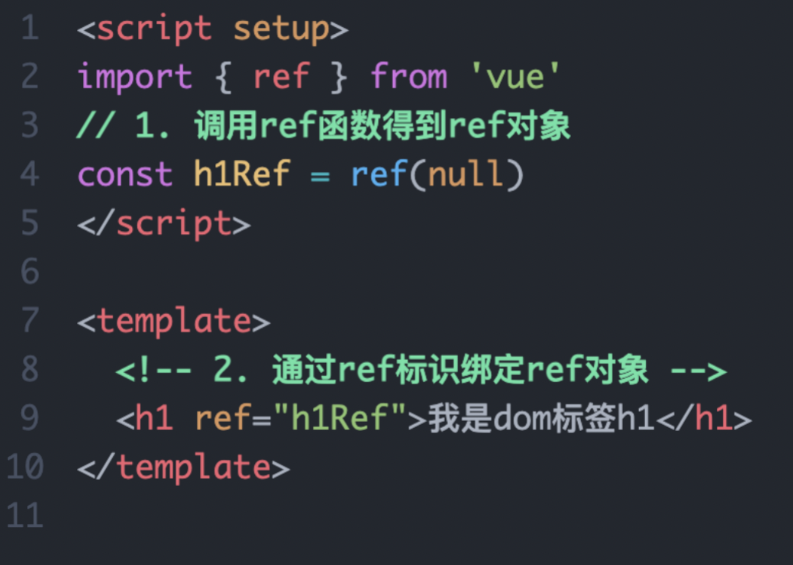 1 <script setup>
2 import { ref } from 'vue'
3 // 1. 调用ref函数得到ref对象
4 const h1Ref = ref(null)
5 </script>
6
7 <template>
8 <!-- 2. 通过ref标识绑定ref对象 -->
9 <h1 ref="h1Ref">我是dom标签h1</h1>
10 </template>
11